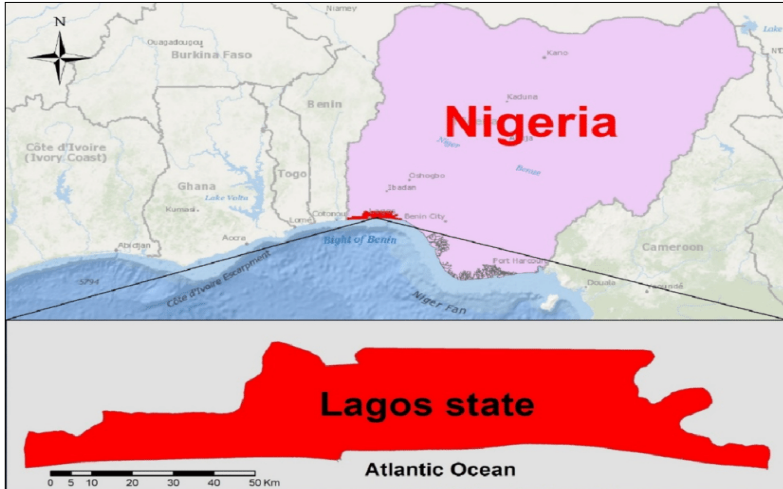 N
Niamey
Ouagadougou
Burkina Faso
Kano
Kaduna
Benin
Nigeria
Côte d'Ivoire
(Ivory Coast)
Ghana
Togo
Oshogbo
Ibadan
Lake Volta
Kumasi
Lome
Cotonou
Benin City
Abidjan
Accra
Bight of Benin
Cameroon
Port Harcourt
5794
Côte d'Ivoire Escarpment
Niger Fan
Douala
Lagos state
Atlantic Ocean
0 5 10 20 30 40 50 Km